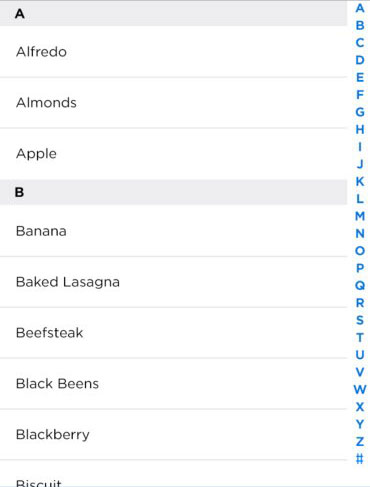 A
Alfredo
Almonds
Apple
B
Banana
Baked Lasagna
Beefsteak
Black Beens
Blackberry
Biscuit
A
B
C
D
E
F
G
H
I
J
K
L
M
N
O
P
Q
R
S
T
U
V
W
X
Y
Z
#